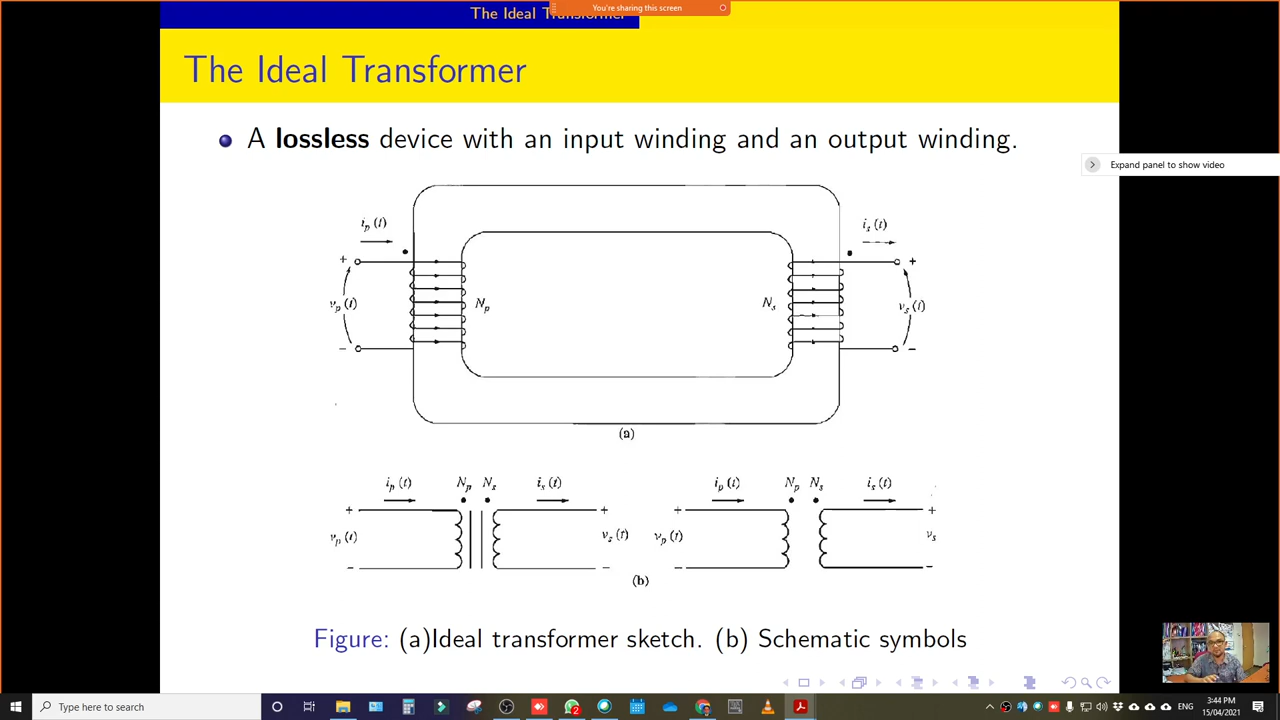 The Ideal Transformer
You're sharing this screen
The Ideal Transformer
A lossless device with an input winding and an output winding.
Expand panel to show video
i_p (t)
i_s (t)
+
+
v_p (t)
N_p
N_s
v_s (t)
−
−
(a)
i_p (t) N_p N_s i_s (t)
i_p (t) N_p N_s i_s (t)
+ + + +
v_p (t) v_s (t) v_p (t) v_s
− − − −
(b)
Figure: (a)Ideal transformer sketch. (b) Schematic symbols
Type here to search
2
ENG
3:44 PM
15/04/2021